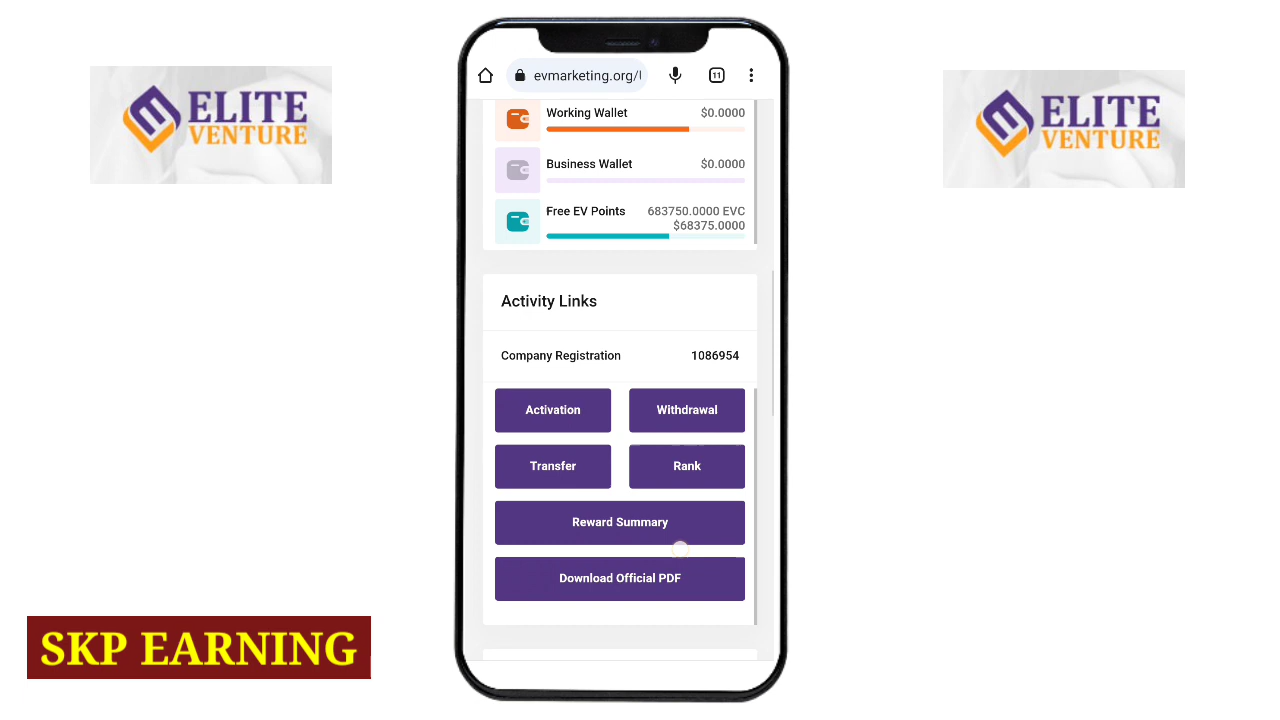 ELITE
VENTURE
ELITE
VENTURE
evmarketing.org/
11
Working Wallet $0.0000
Business Wallet $0.0000
Free EV Points 683750.0000 EVC
$68375.0000
Activity Links
Company Registration 1086954
Activation Withdrawal
Transfer Rank
Reward Summary
Download Official PDF
SKP EARNING